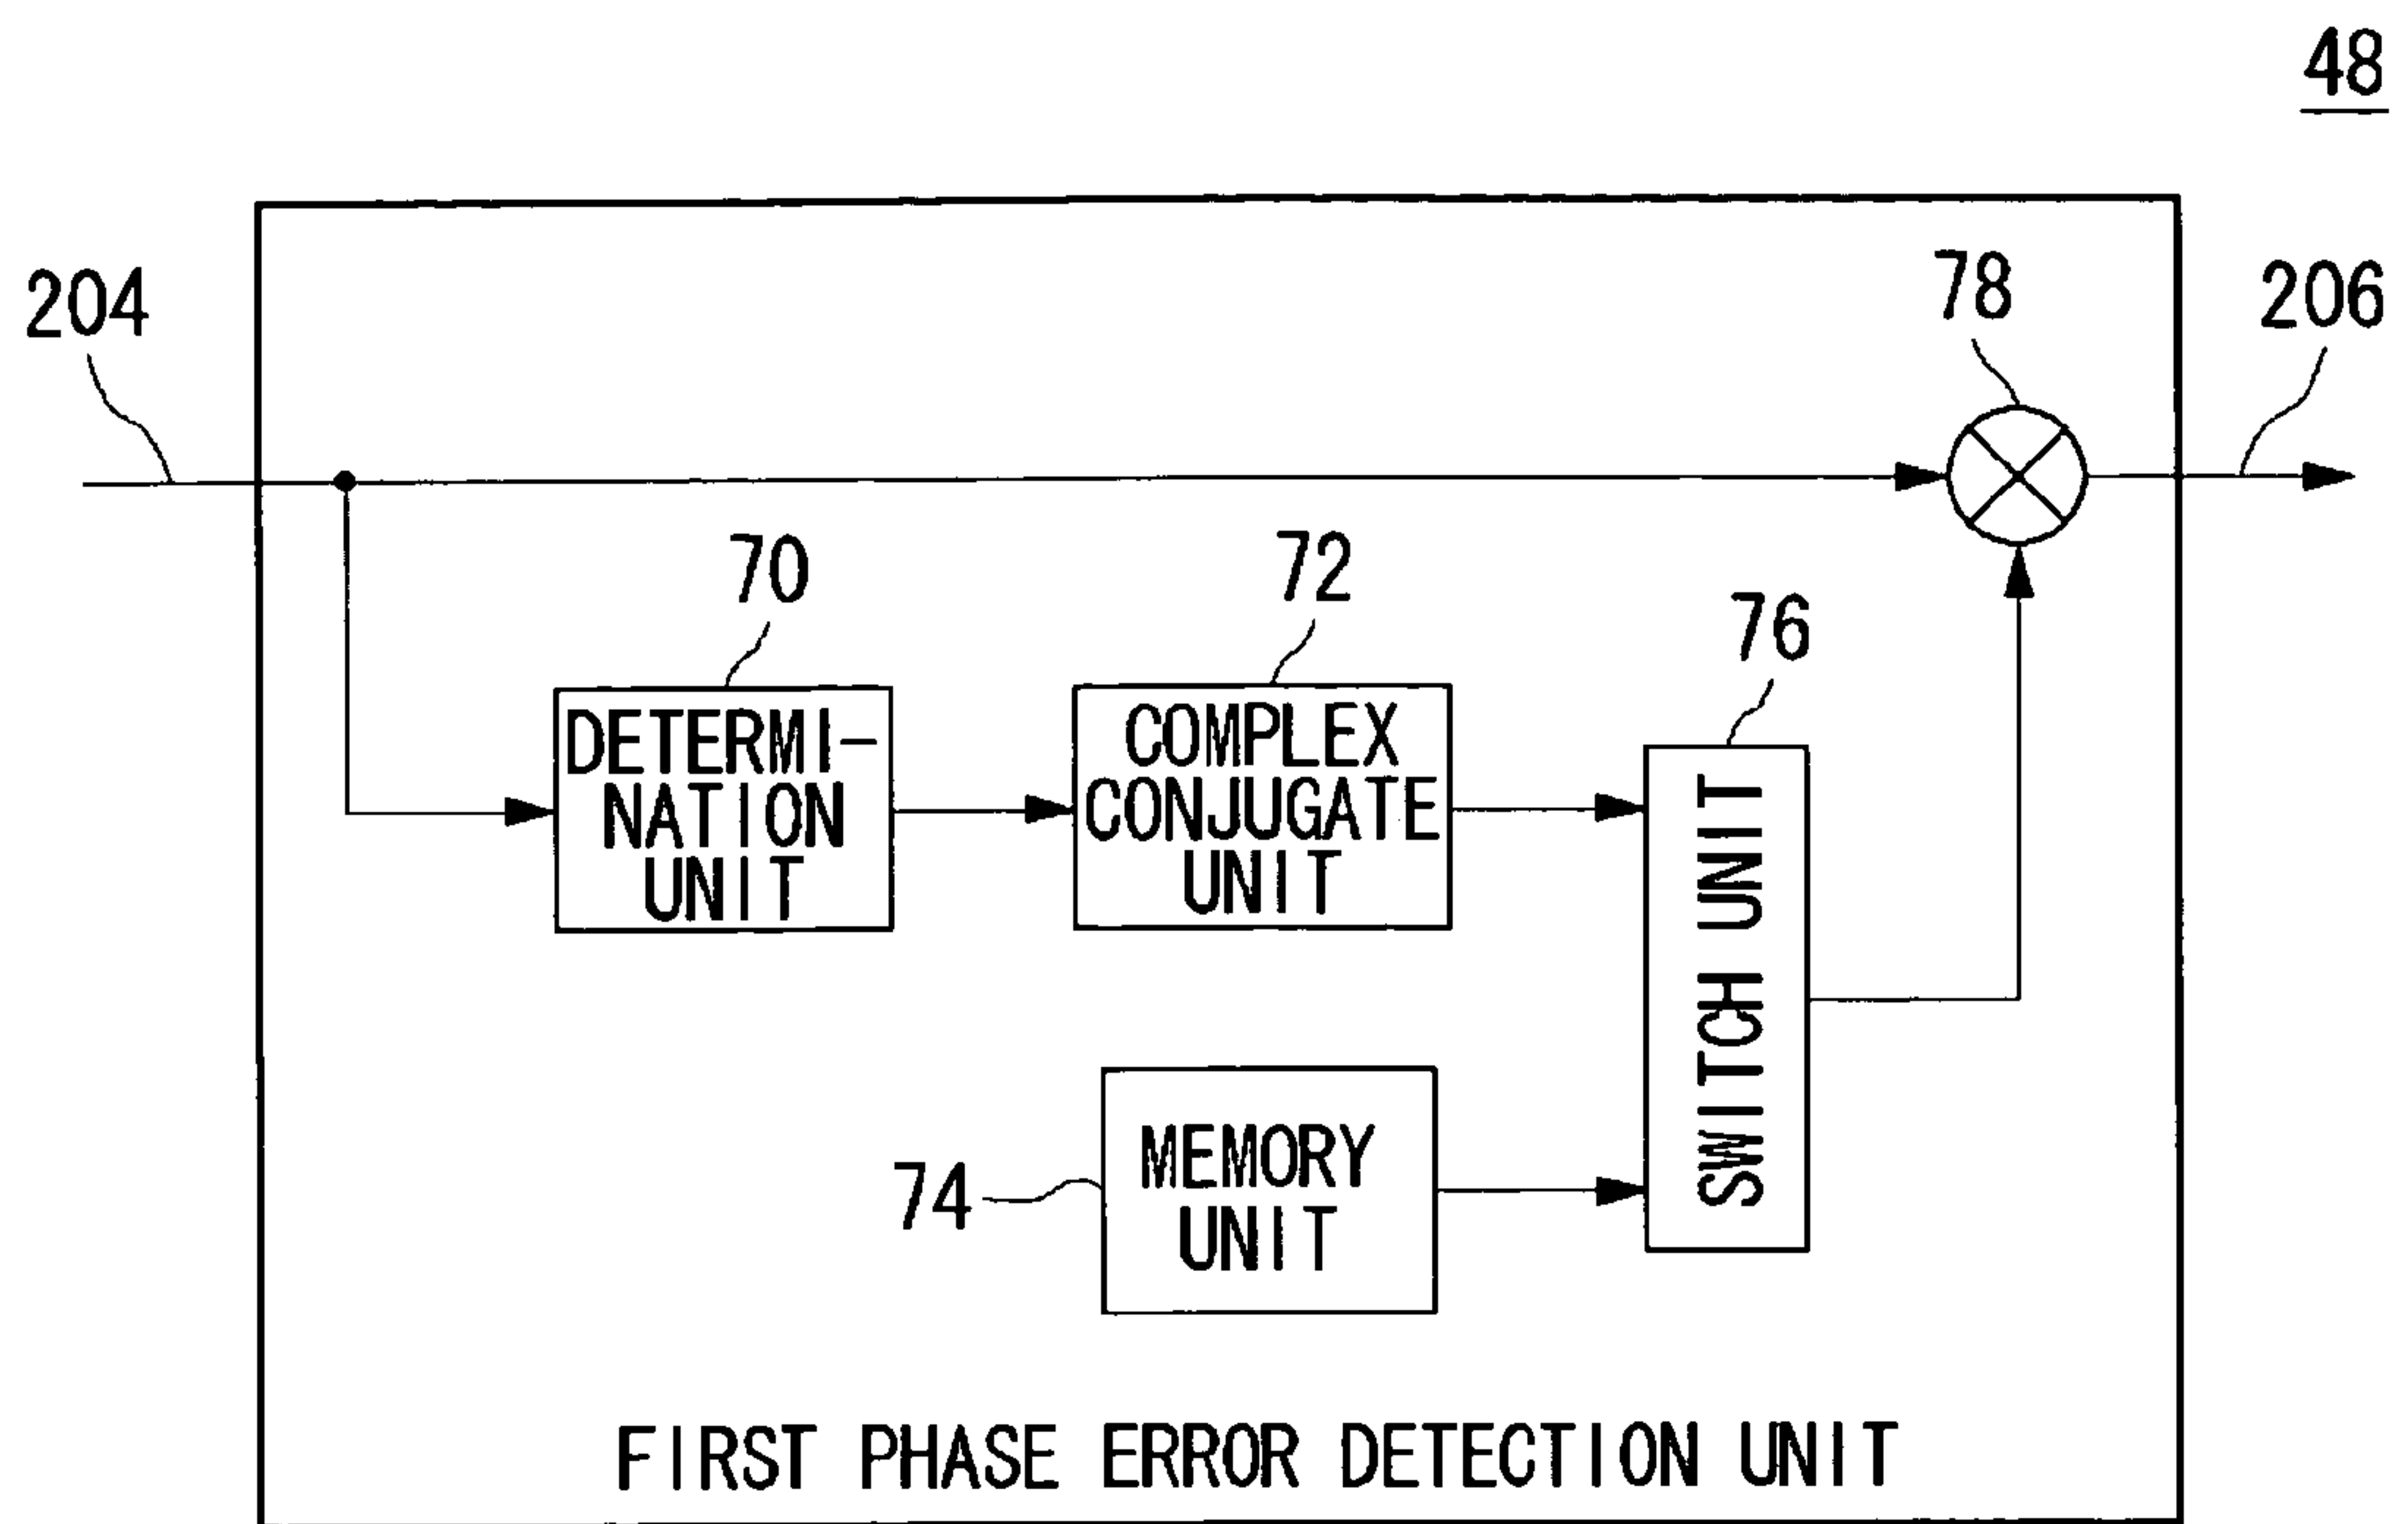 48
204
78
206
70
72
76
DETERMI-
NATION
UNIT
COMPLEX
CONJUGATE
UNIT
SWITCH UNIT
74
MEMORY
UNIT
FIRST PHASE ERROR DETECTION UNIT